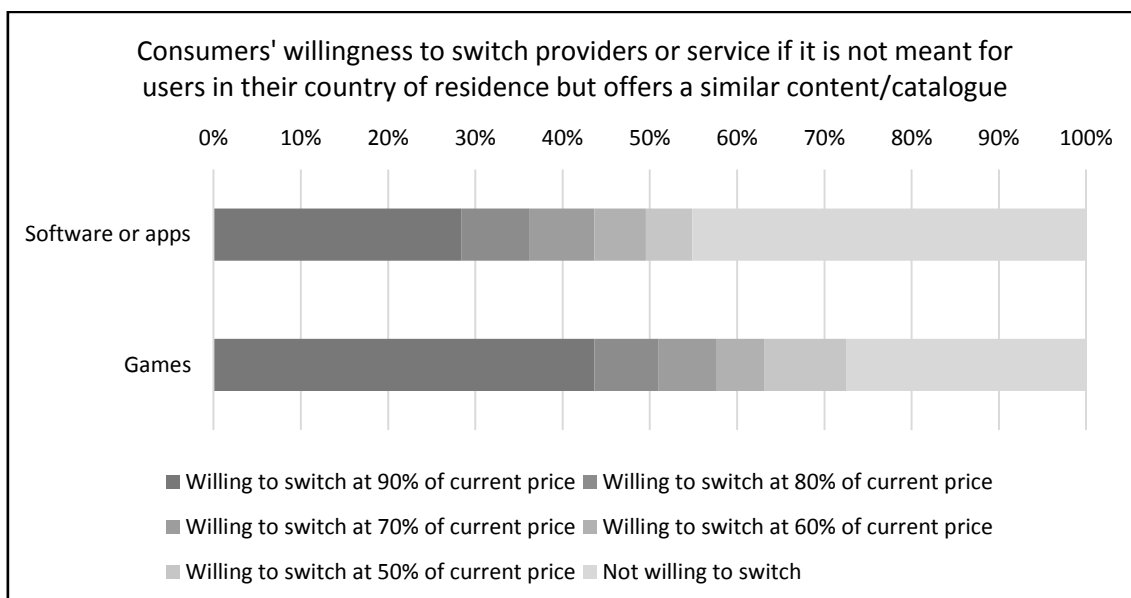 Consumers' willingness to switch providers or service if it is not meant for
users in their country of residence but offers a similar content/catalogue
0% 10% 20% 30% 40% 50% 60% 70% 80% 90% 100%
Software or apps
Games
Willing to switch at 90% of current price Willing to switch at 80% of current price
Willing to switch at 70% of current price Willing to switch at 60% of current price
Willing to switch at 50% of current price Not willing to switch